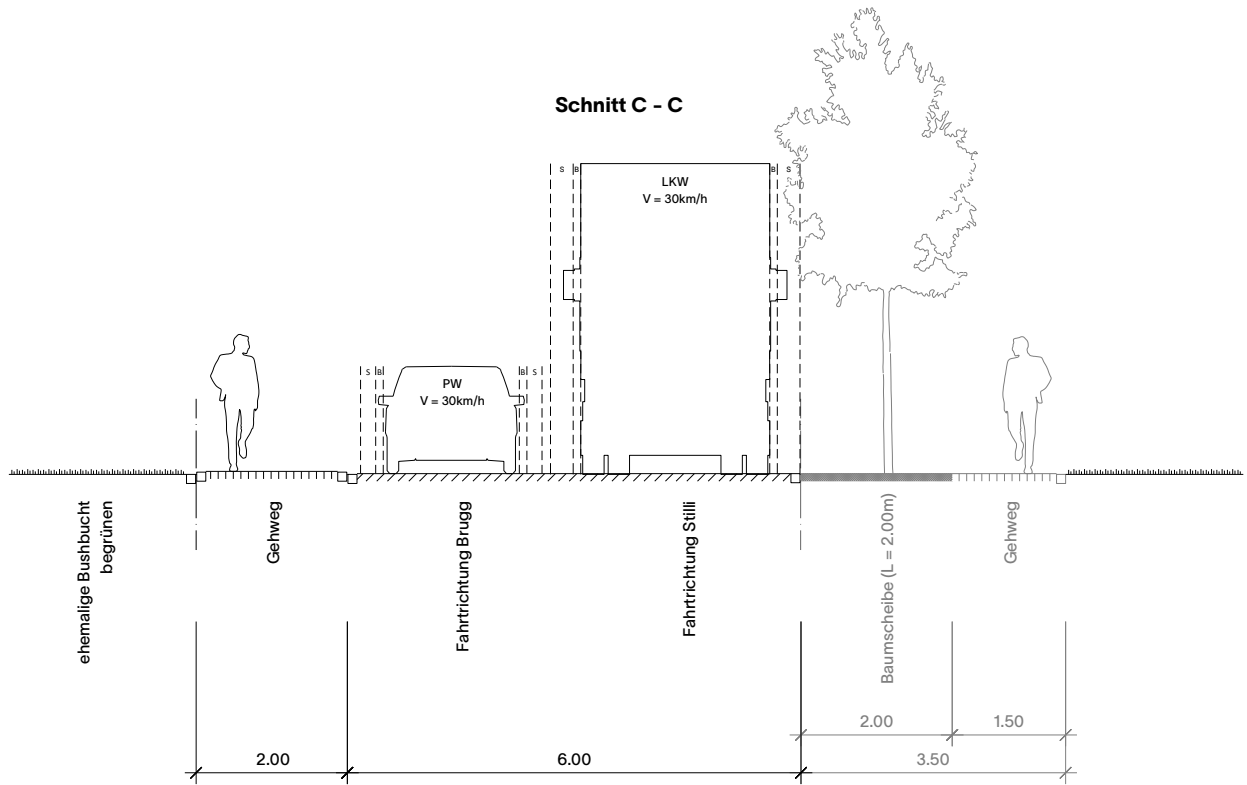 Schnitt C - C
S
B
LKW
V = 30km/h
B
S
S
B
PW
V = 30km/h
B
S
ehemalige Bushbucht
begrünen
Gehweg
Fahrtrichtung Brugg
Fahrtrichtung Stilli
Baumscheibe (L = 2.00m)
Gehweg
2.00
1.50
2.00
6.00
3.50